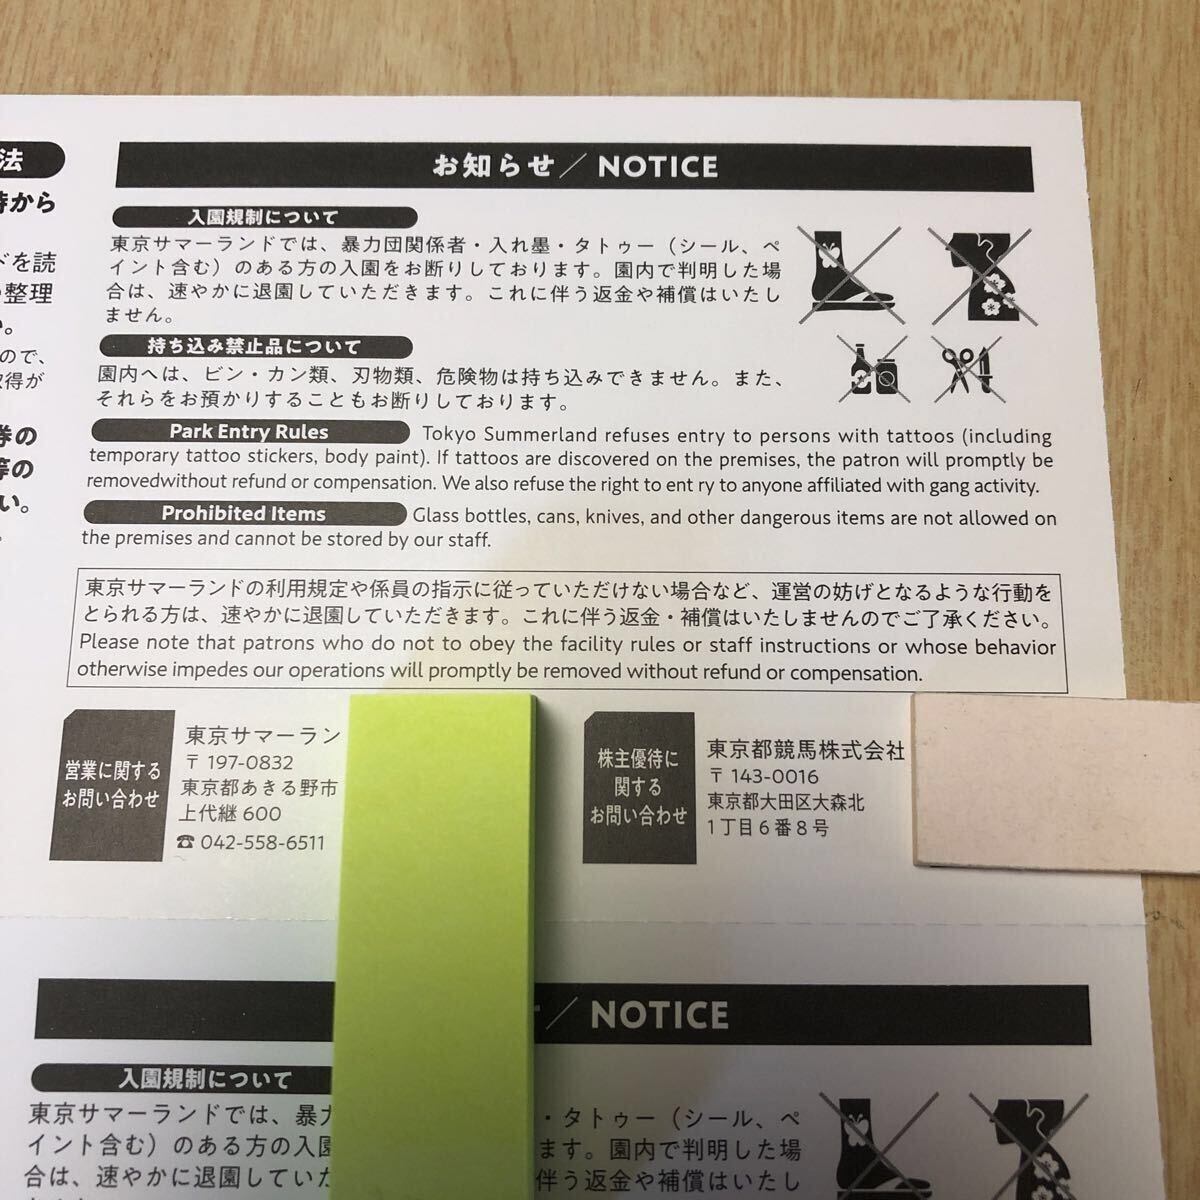 法
時から
ドを読
整理
い。
ので、
取得が
券の
等の
い。
お知らせ／NOTICE
入園規制について
東京サマーランドでは、暴力団関係者・入れ墨・タトゥー（シール、ペ
イント含む）のある方の入園をお断りしております。園内で判明した場
合は、速やかに退園していただきます。これに伴う返金や補償はいたし
ません。
持ち込み禁止品について
園内へは、ビン・カン類、刃物類、危険物は持ち込みできません。また、
それらをお預かりすることもお断りしております。
Park Entry Rules Tokyo Summerland refuses entry to persons with tattoos (including
temporary tattoo stickers, body paint). If tattoos are discovered on the premises, the patron will promptly be
removedwithout refund or compensation. We also refuse the right to ent ry to anyone affiliated with gang activity.
Prohibited Items Glass bottles, cans, knives, and other dangerous items are not allowed on
the premises and cannot be stored by our staff.
東京サマーランドの利用規定や係員の指示に従っていただけない場合など、運営の妨げとなるような行動を
とられる方は、速やかに退園していただきます。これに伴う返金・補償はいたしませんのでご了承ください。
Please note that patrons who do not to obey the facility rules or staff instructions or whose behavior
otherwise impedes our operations will promptly be removed without refund or compensation.
営業に関する
お問い合わせ
東京サマーラン
〒197-0832
東京都あきる野市
上代継 600
☎ 042-558-6511
株主優待に
関する
お問い合わせ
東京都競馬株式会社
〒143-0016
東京都大田区大森北
1丁目6番8号
／NOTICE
入園規制について
東京サマーランドでは、暴 ・タトゥー（シール、ペ
イント含む）のある方の入園 ます。園内で判明した場
合は、速やかに退園していた 伴う返金や補償はいたし